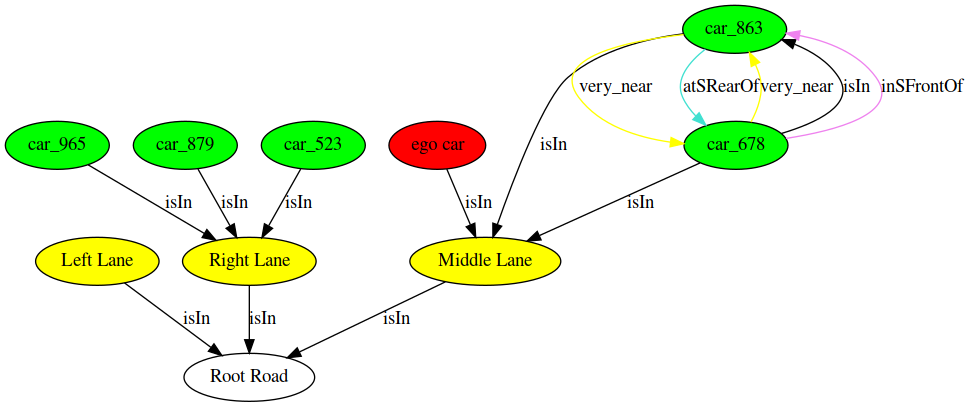 car_863
very_near
atSRearOf
very_near
isIn
inSFrontOf
car_965
car_879
car_523
ego car
isIn
car_678
isIn
isIn
isIn
isIn
isIn
Left Lane
Right Lane
Middle Lane
isIn
isIn
isIn
Root Road